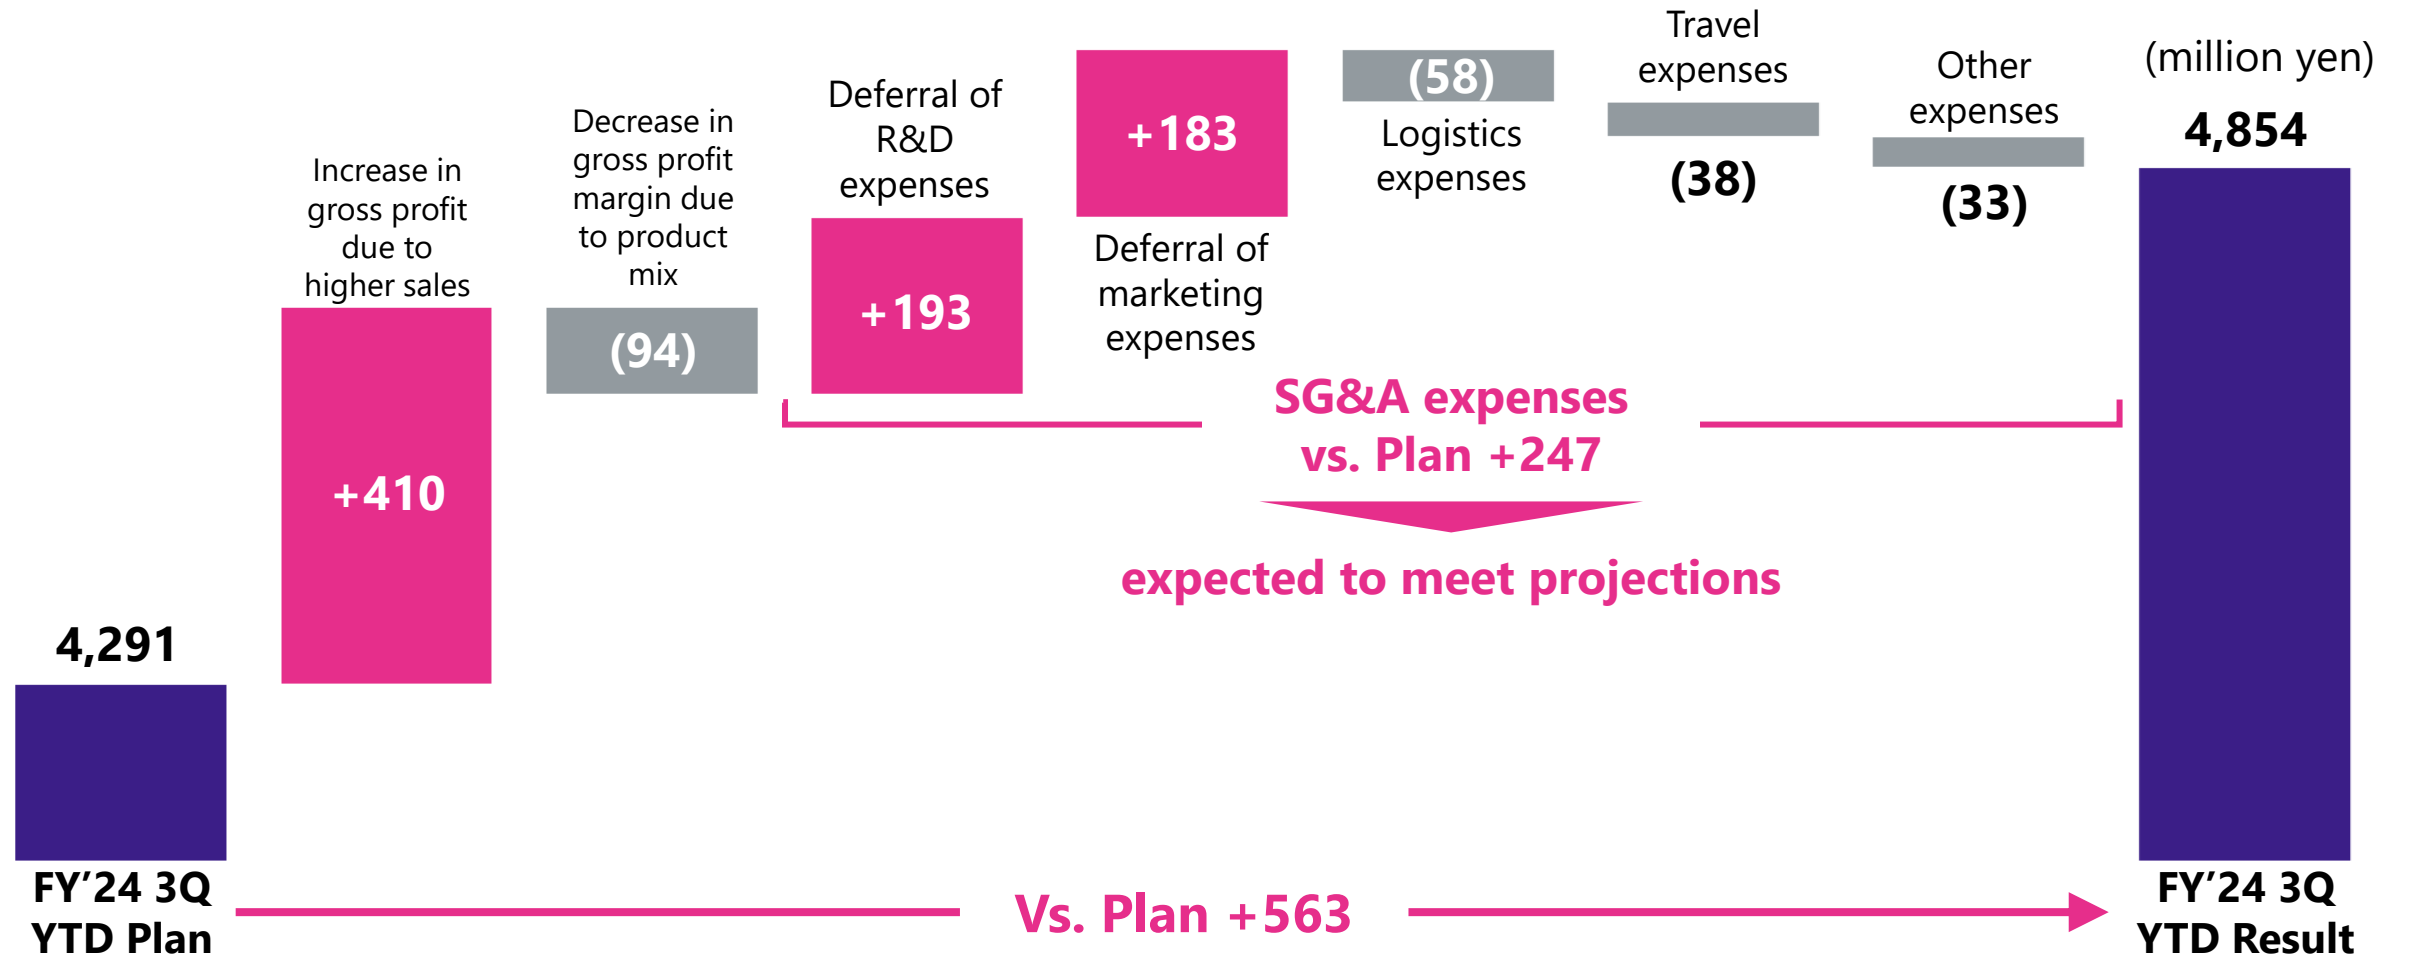 (million yen)
4,291
FY’24 3Q
YTD Plan
Increase in
gross profit
due to
higher sales
+410
Decrease in
gross profit
margin due
to product
mix
(94)
Deferral of
R&D
expenses
+193
+183
Deferral of
marketing
expenses
(58)
Logistics
expenses
Travel
expenses
(38)
Other
expenses
(33)
4,854
FY’24 3Q
YTD Result
SG&A expenses
vs. Plan +247
expected to meet projections
Vs. Plan +563